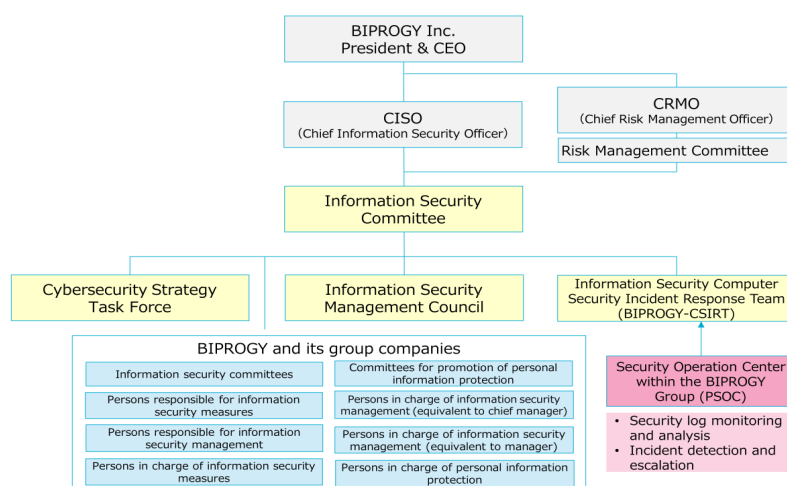 BIPROGY Inc.
President & CEO
CISO
(Chief Information Security Officer)
CRMO
(Chief Risk Management Officer)
Risk Management Committee
Information Security
Committee
Cybersecurity Strategy
Task Force
Information Security
Management Council
Information Security Computer
Security Incident Response Team
(BIPROGY-CSIRT)
BIPROGY and its group companies
Information security committees
Committees for promotion of personal
information protection
Persons responsible for information
security measures
Persons in charge of information security
management (equivalent to chief manager)
Persons responsible for information
security management
Persons in charge of information security
management (equivalent to manager)
Persons in charge of information security
measures
Persons in charge of personal information
protection
Security Operation Center
within the BIPROGY
Group (PSOC)
• Security log monitoring
and analysis
• Incident detection and
escalation